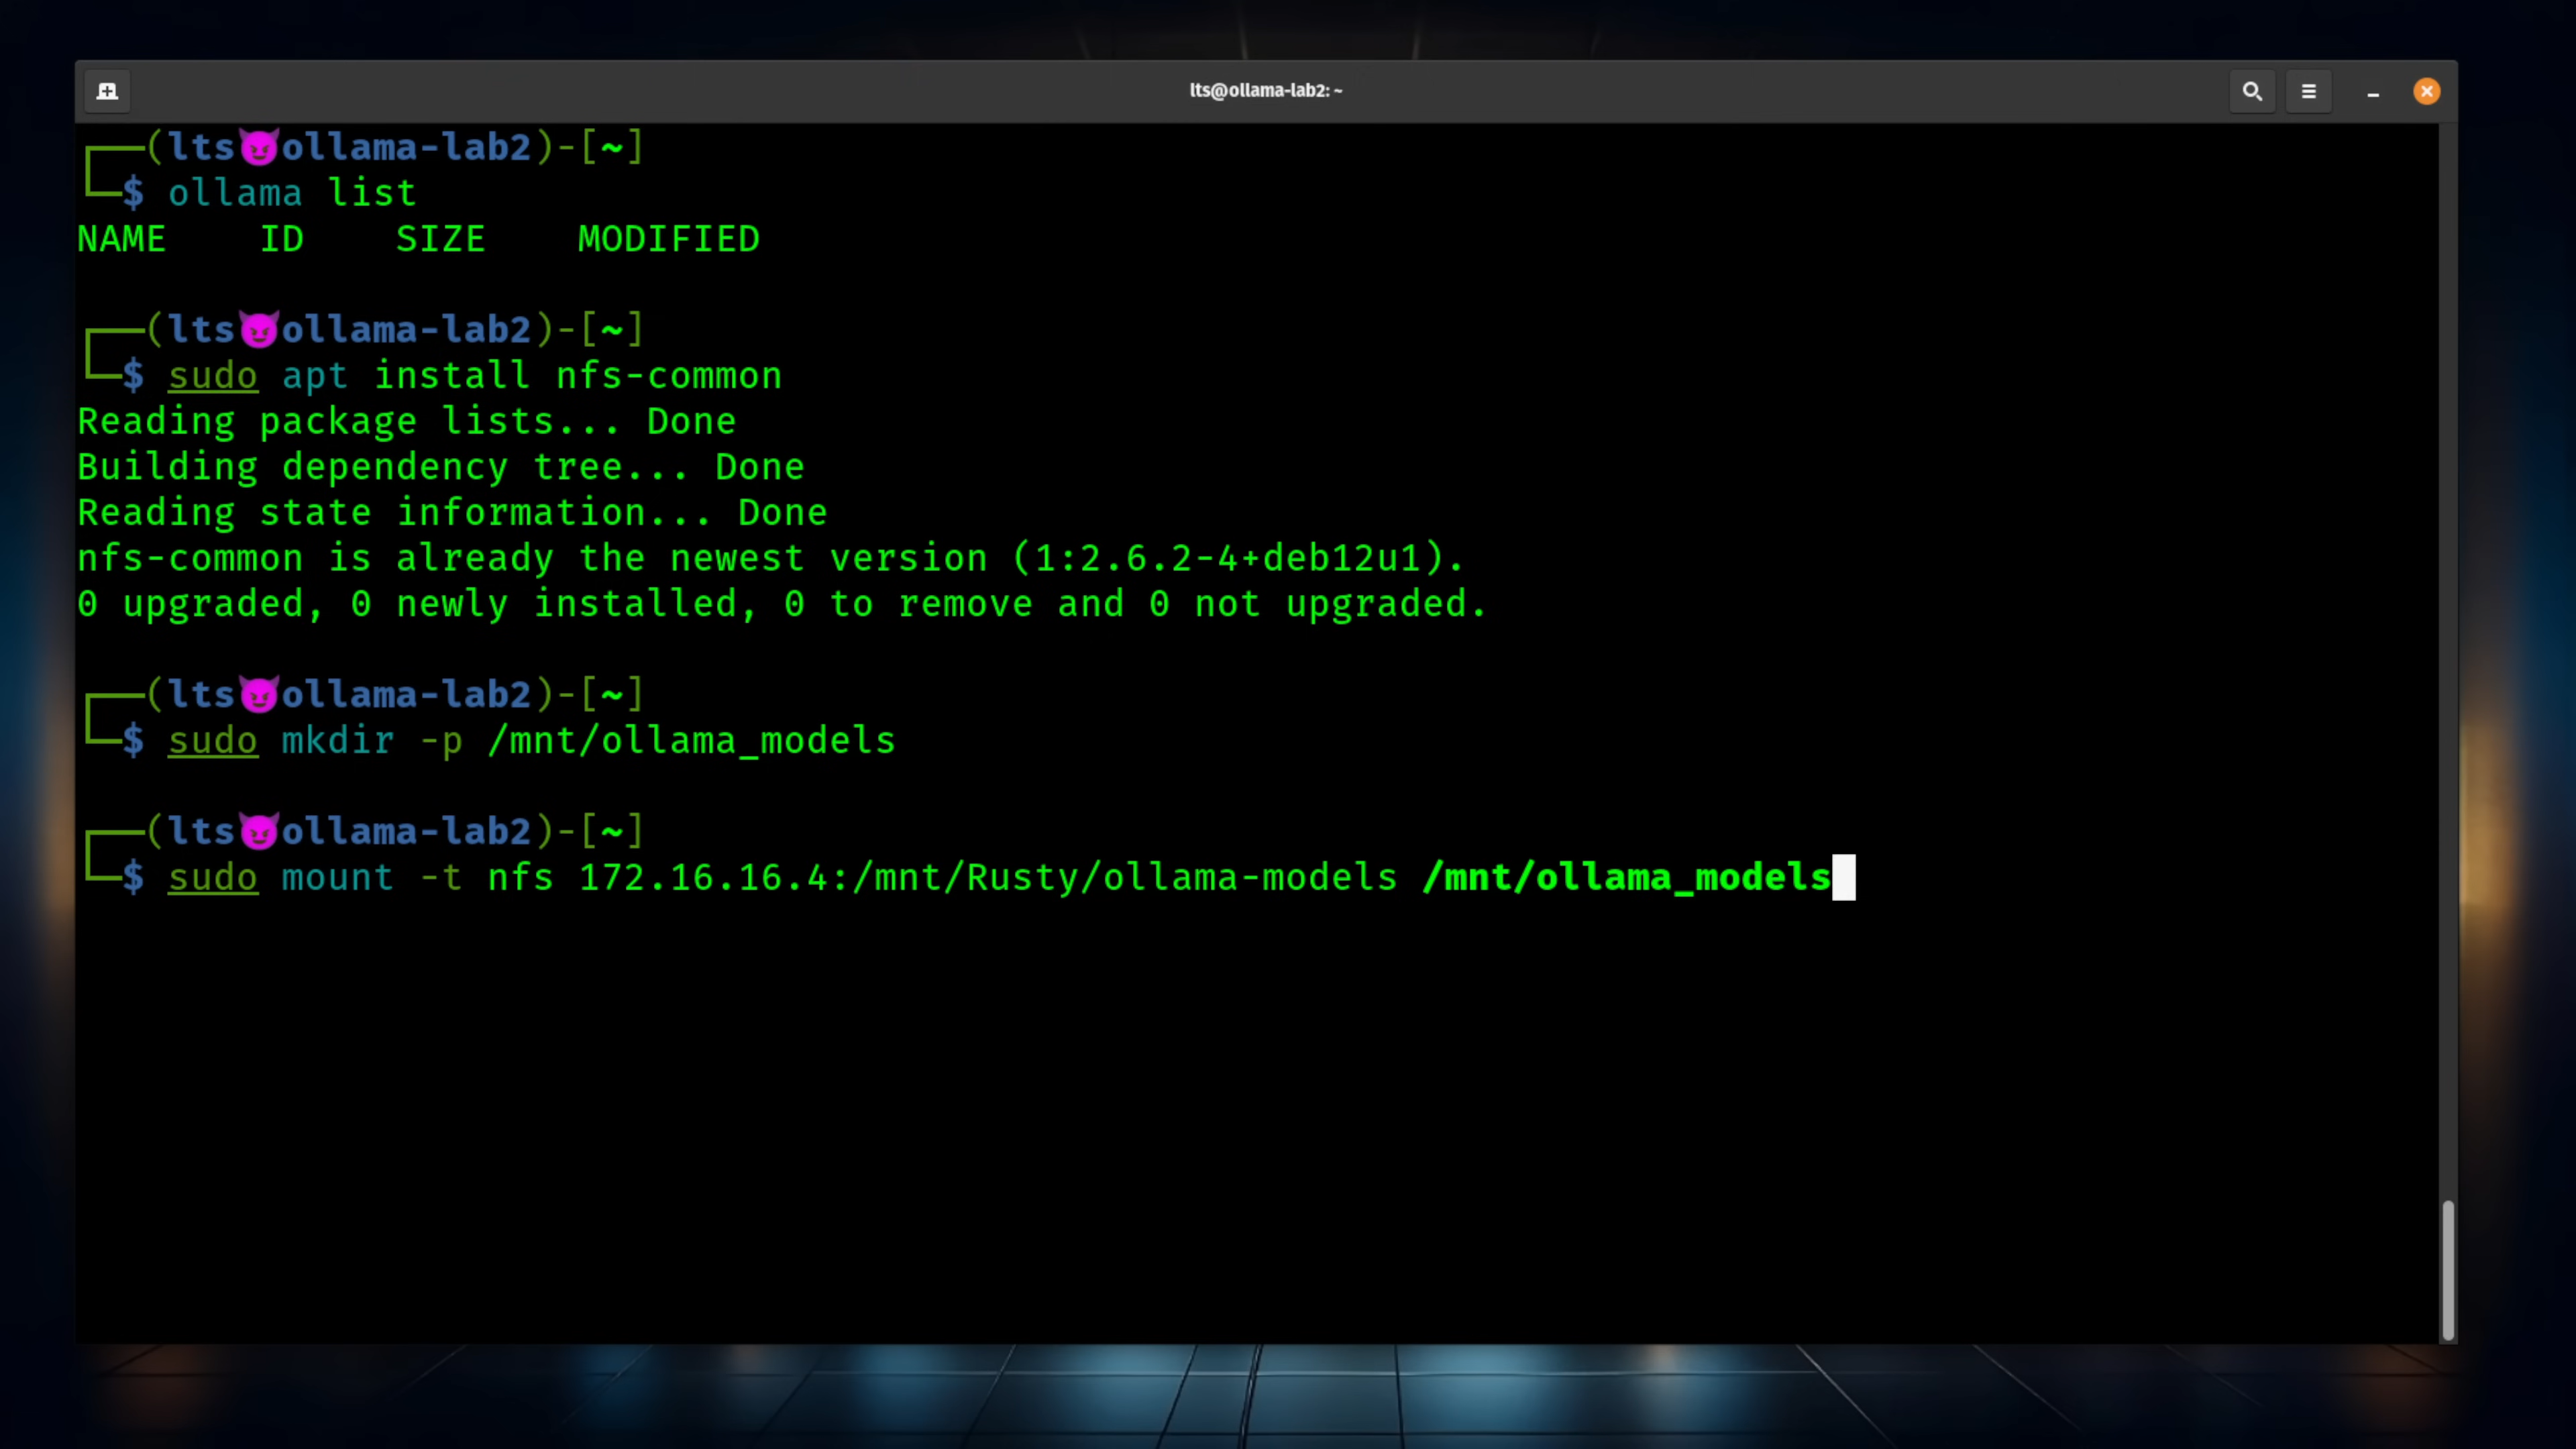 lts@ollama-lab2: ~
┌──(lts😈ollama-lab2)-[~]
└─$ ollama list
NAME    ID    SIZE    MODIFIED
┌──(lts😈ollama-lab2)-[~]
└─$ sudo apt install nfs-common
Reading package lists... Done
Building dependency tree... Done
Reading state information... Done
nfs-common is already the newest version (1:2.6.2-4+deb12u1).
0 upgraded, 0 newly installed, 0 to remove and 0 not upgraded.
┌──(lts😈ollama-lab2)-[~]
└─$ sudo mkdir -p /mnt/ollama_models
┌──(lts😈ollama-lab2)-[~]
└─$ sudo mount -t nfs 172.16.16.4:/mnt/Rusty/ollama-models /mnt/ollama_models